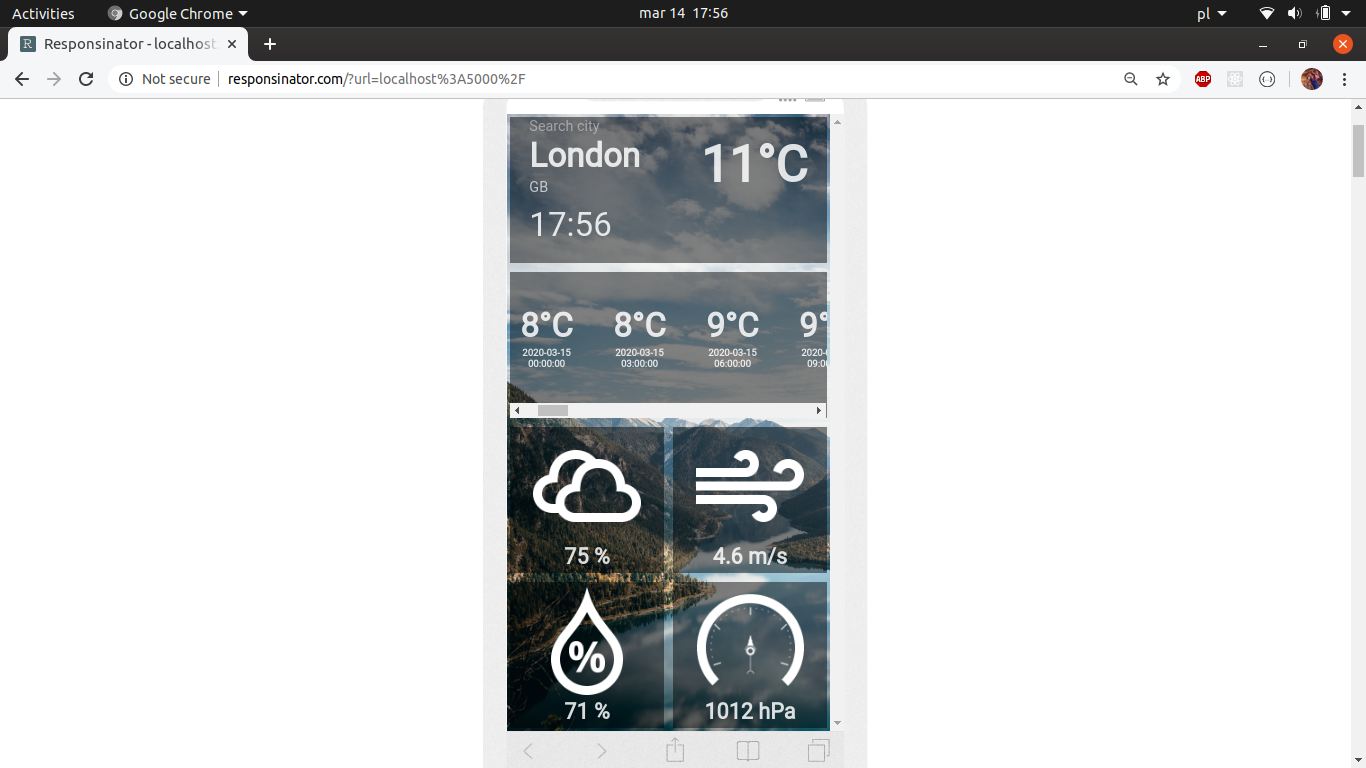 Activities Google Chrome mar 14 17:56 pl
R Responsinator - localhost
Not secure responsinator.com/?url=localhost%3A5000%2F ABP
Search city
London 11°C
GB
17:56
8°C 8°C 9°C 9°
2020-03-15 2020-03-15 2020-03-15 2020-
00:00:00 03:00:00 06:00:00 09:0
75 % 4.6 m/s
%
71 % 1012 hPa